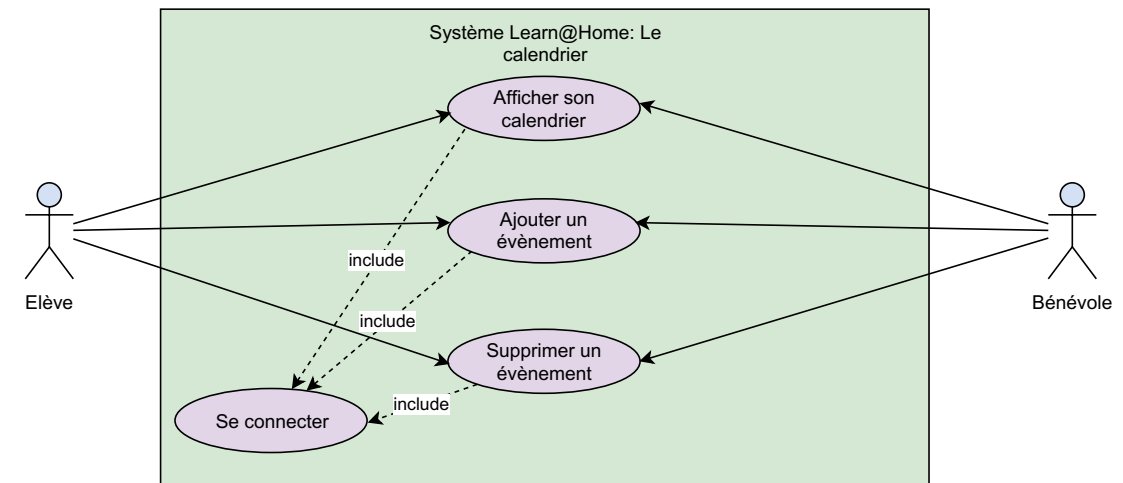 Système Learn@Home: Le
calendrier
Afficher son
calendrier
Ajouter un
évènement
include
Elève
Bénévole
include
Supprimer un
évènement
include
Se connecter